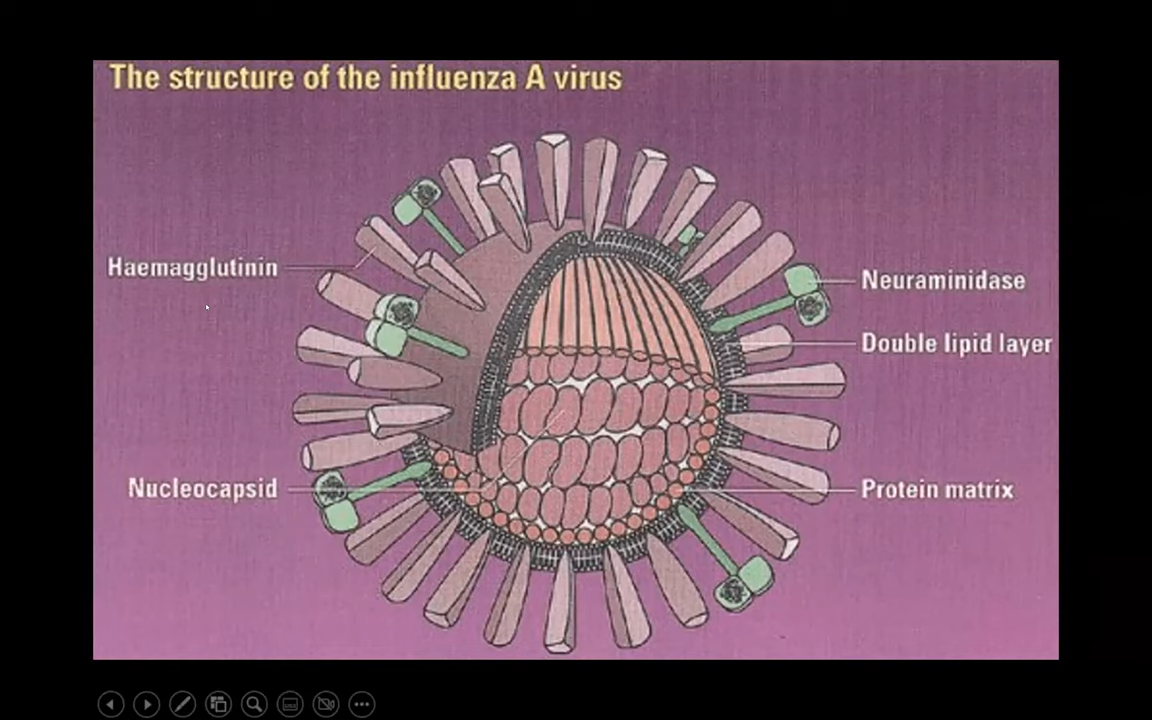 The structure of the influenza A virus
Haemagglutinin
Neuraminidase
Double lipid layer
Nucleocapsid
Protein matrix